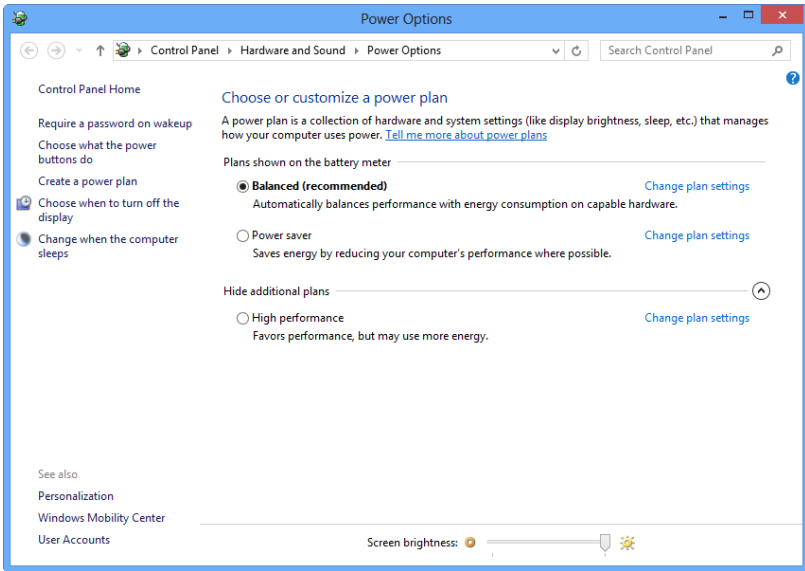 Power Options
Control Panel Hardware and Sound Power Options
Search Control Panel
Control Panel Home
Require a password on wakeup
Choose what the power
buttons do
Create a power plan
Choose when to turn off the
display
Change when the computer
sleeps
Choose or customize a power plan
A power plan is a collection of hardware and system settings (like display brightness, sleep, etc.) that manages
how your computer uses power. Tell me more about power plans
Plans shown on the battery meter
Balanced (recommended) Change plan settings
Automatically balances performance with energy consumption on capable hardware.
Power saver Change plan settings
Saves energy by reducing your computer's performance where possible.
Hide additional plans
High performance Change plan settings
Favors performance, but may use more energy.
See also
Personalization
Windows Mobility Center
User Accounts
Screen brightness: